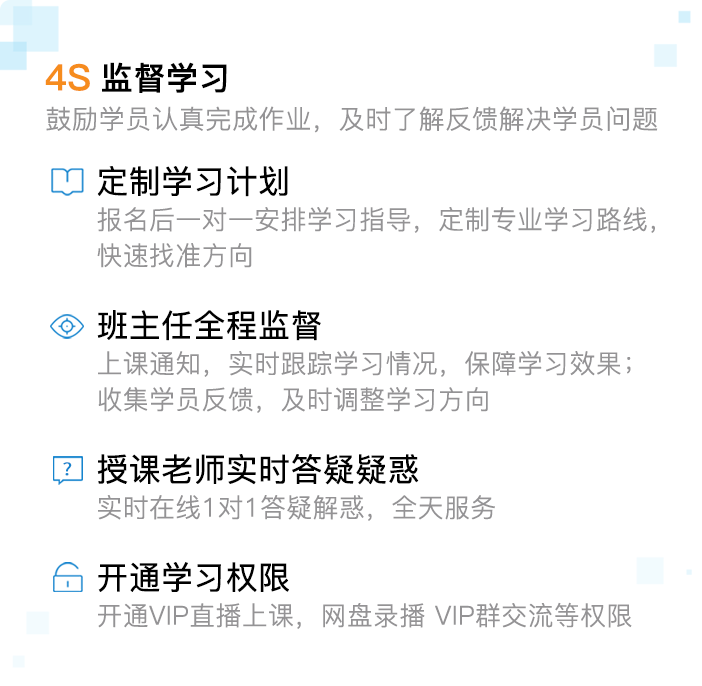 4S 监督学习
鼓励学员认真完成作业，及时了解反馈解决学员问题
定制学习计划
报名后一对一安排学习指导，定制专业学习路线，
快速找准方向
班主任全程监督
上课通知，实时跟踪学习情况，保障学习效果；
收集学员反馈，及时调整学习方向
授课老师实时答疑疑惑
实时在线1对1答疑解惑，全天服务
开通学习权限
开通VIP直播上课，网盘录播 VIP群交流等权限